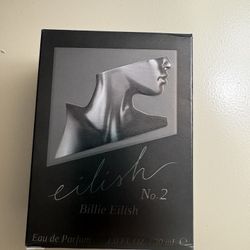 eilish
No. 2
Billie Eilish
Eau de Parfum